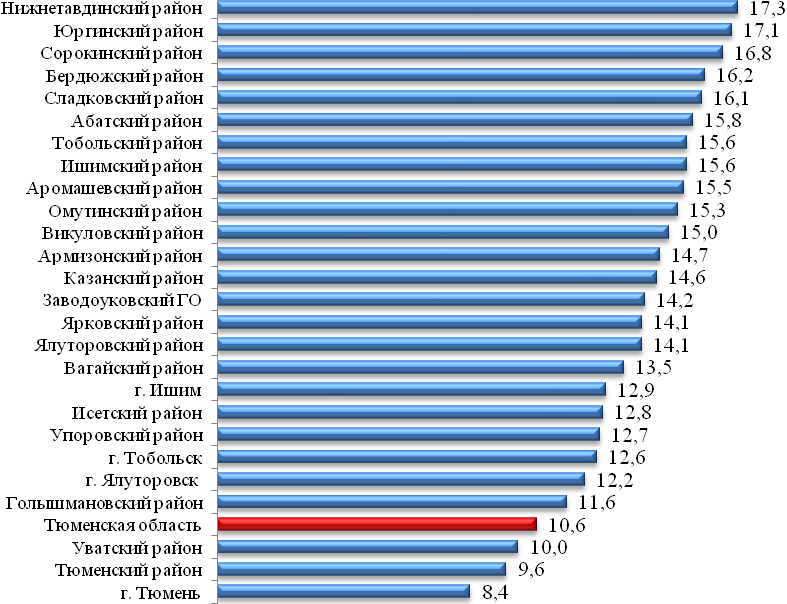 Нижнетавдинский район 17,3
Юргинский район 17,1
Сорокинский район 16,8
Бердюжский район 16,2
Сладковский район 16,1
Абатский район 15,8
Тобольский район 15,6
Ишимский район 15,6
Аромашевский район 15,5
Омутинский район 15,3
Викуловский район 15,0
Армизонский район 14,7
Казанский район 14,6
Заводоуковский ГО 14,2
Ярковский район 14,1
Ялуторовский район 14,1
Вагайский район 13,5
г. Ишим 12,9
Исетский район 12,8
Упоровский район 12,7
г. Тобольск 12,6
г. Ялуторовск 12,2
Голышмановский район 11,6
Тюменская область 10,6
Уватский район 10,0
Тюменский район 9,6
г. Тюмень 8,4